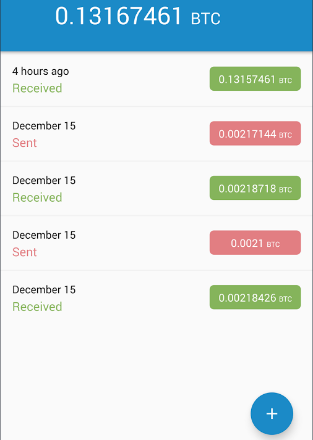 0.13167461 BTC
4 hours ago
Received
0.13157461 BTC
December 15
Sent
0.00217144 BTC
December 15
Received
0.00218718 BTC
December 15
Sent
0.0021 BTC
December 15
Received
0.00218426 BTC
+